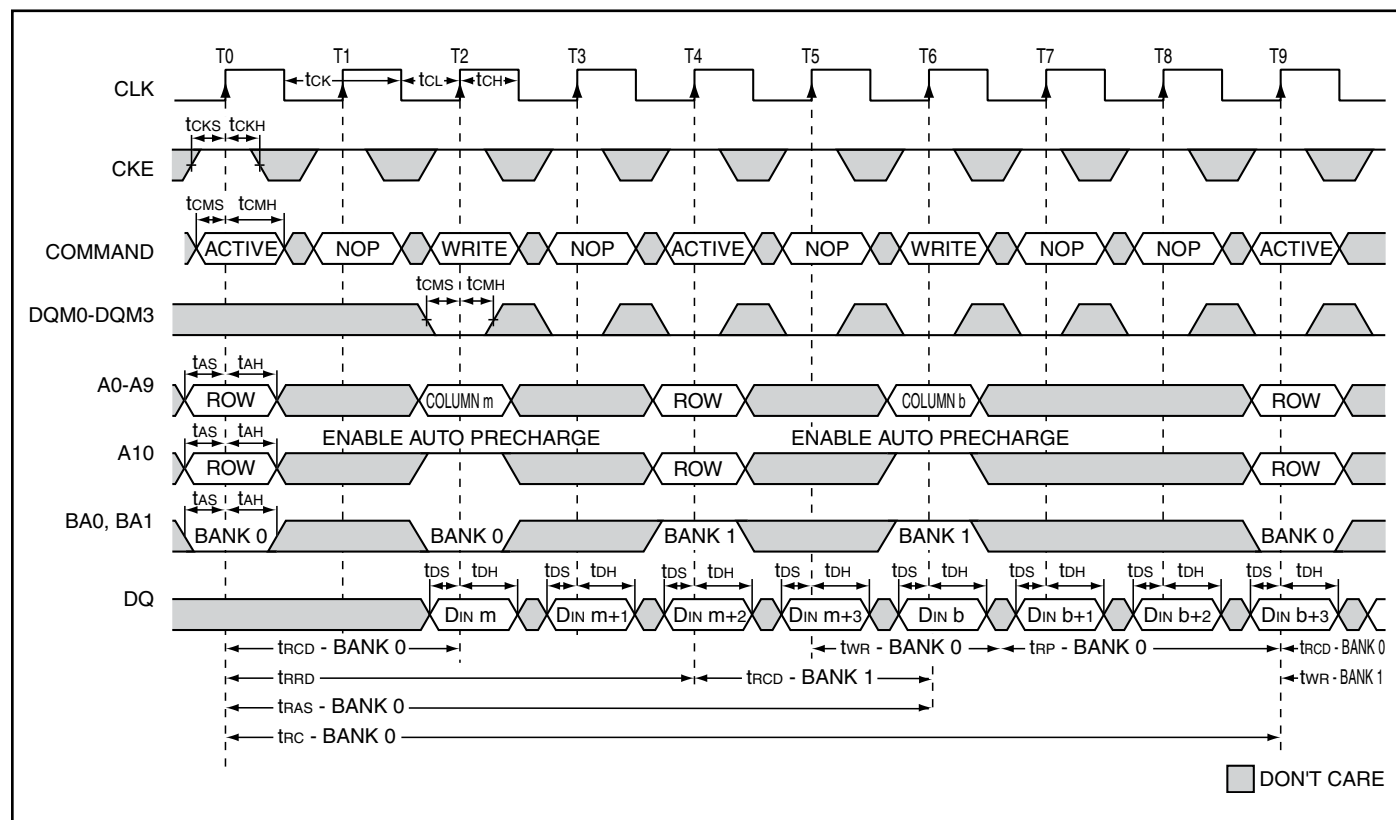 T0 T1 T2 T3 T4 T5 T6 T7 T8 T9
CLK
tCK tCL tCH
tCKS tCKH
CKE
tCMS tCMH
COMMAND
ACTIVE NOP WRITE NOP ACTIVE NOP WRITE NOP NOP ACTIVE
tCMS tCMH
DQM0-DQM3
tAS tAH
A0-A9
ROW COLUMN m ROW COLUMN b ROW
tAS tAH ENABLE AUTO PRECHARGE ENABLE AUTO PRECHARGE
A10
ROW ROW ROW
tAS tAH
BA0, BA1
BANK 0 BANK 0 BANK 1 BANK 1 BANK 0
tDS tDH tDS tDH tDS tDH tDS tDH tDS tDH tDS tDH tDS tDH tDS tDH
DQ
DIN m DIN m+1 DIN m+2 DIN m+3 DIN b DIN b+1 DIN b+2 DIN b+3
tRCD - BANK 0 tWR - BANK 0 tRP - BANK 0 tRCD - BANK 0
tRRD tRCD - BANK 1 tWR - BANK 1
tRAS - BANK 0
tRC - BANK 0
DON'T CARE